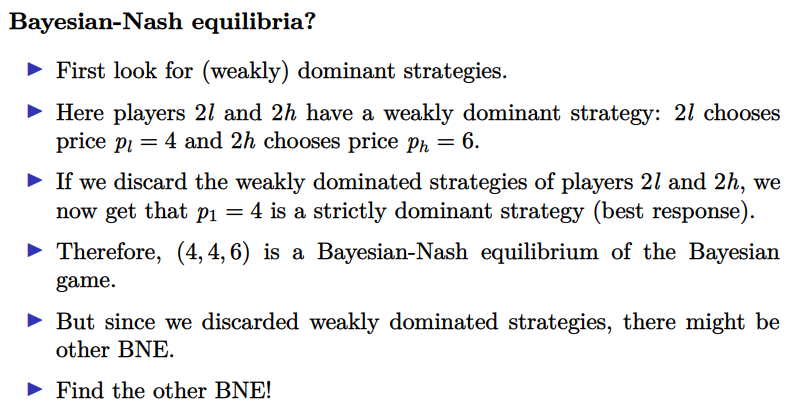 Bayesian-Nash equilibria?
▶ First look for (weakly) dominant strategies.
▶ Here players 2l and 2h have a weakly dominant strategy: 2l chooses
price p_l = 4 and 2h chooses price p_h = 6.
▶ If we discard the weakly dominated strategies of players 2l and 2h, we
now get that p_1 = 4 is a strictly dominant strategy (best response).
▶ Therefore, (4, 4, 6) is a Bayesian-Nash equilibrium of the Bayesian
game.
▶ But since we discarded weakly dominated strategies, there might be
other BNE.
▶ Find the other BNE!